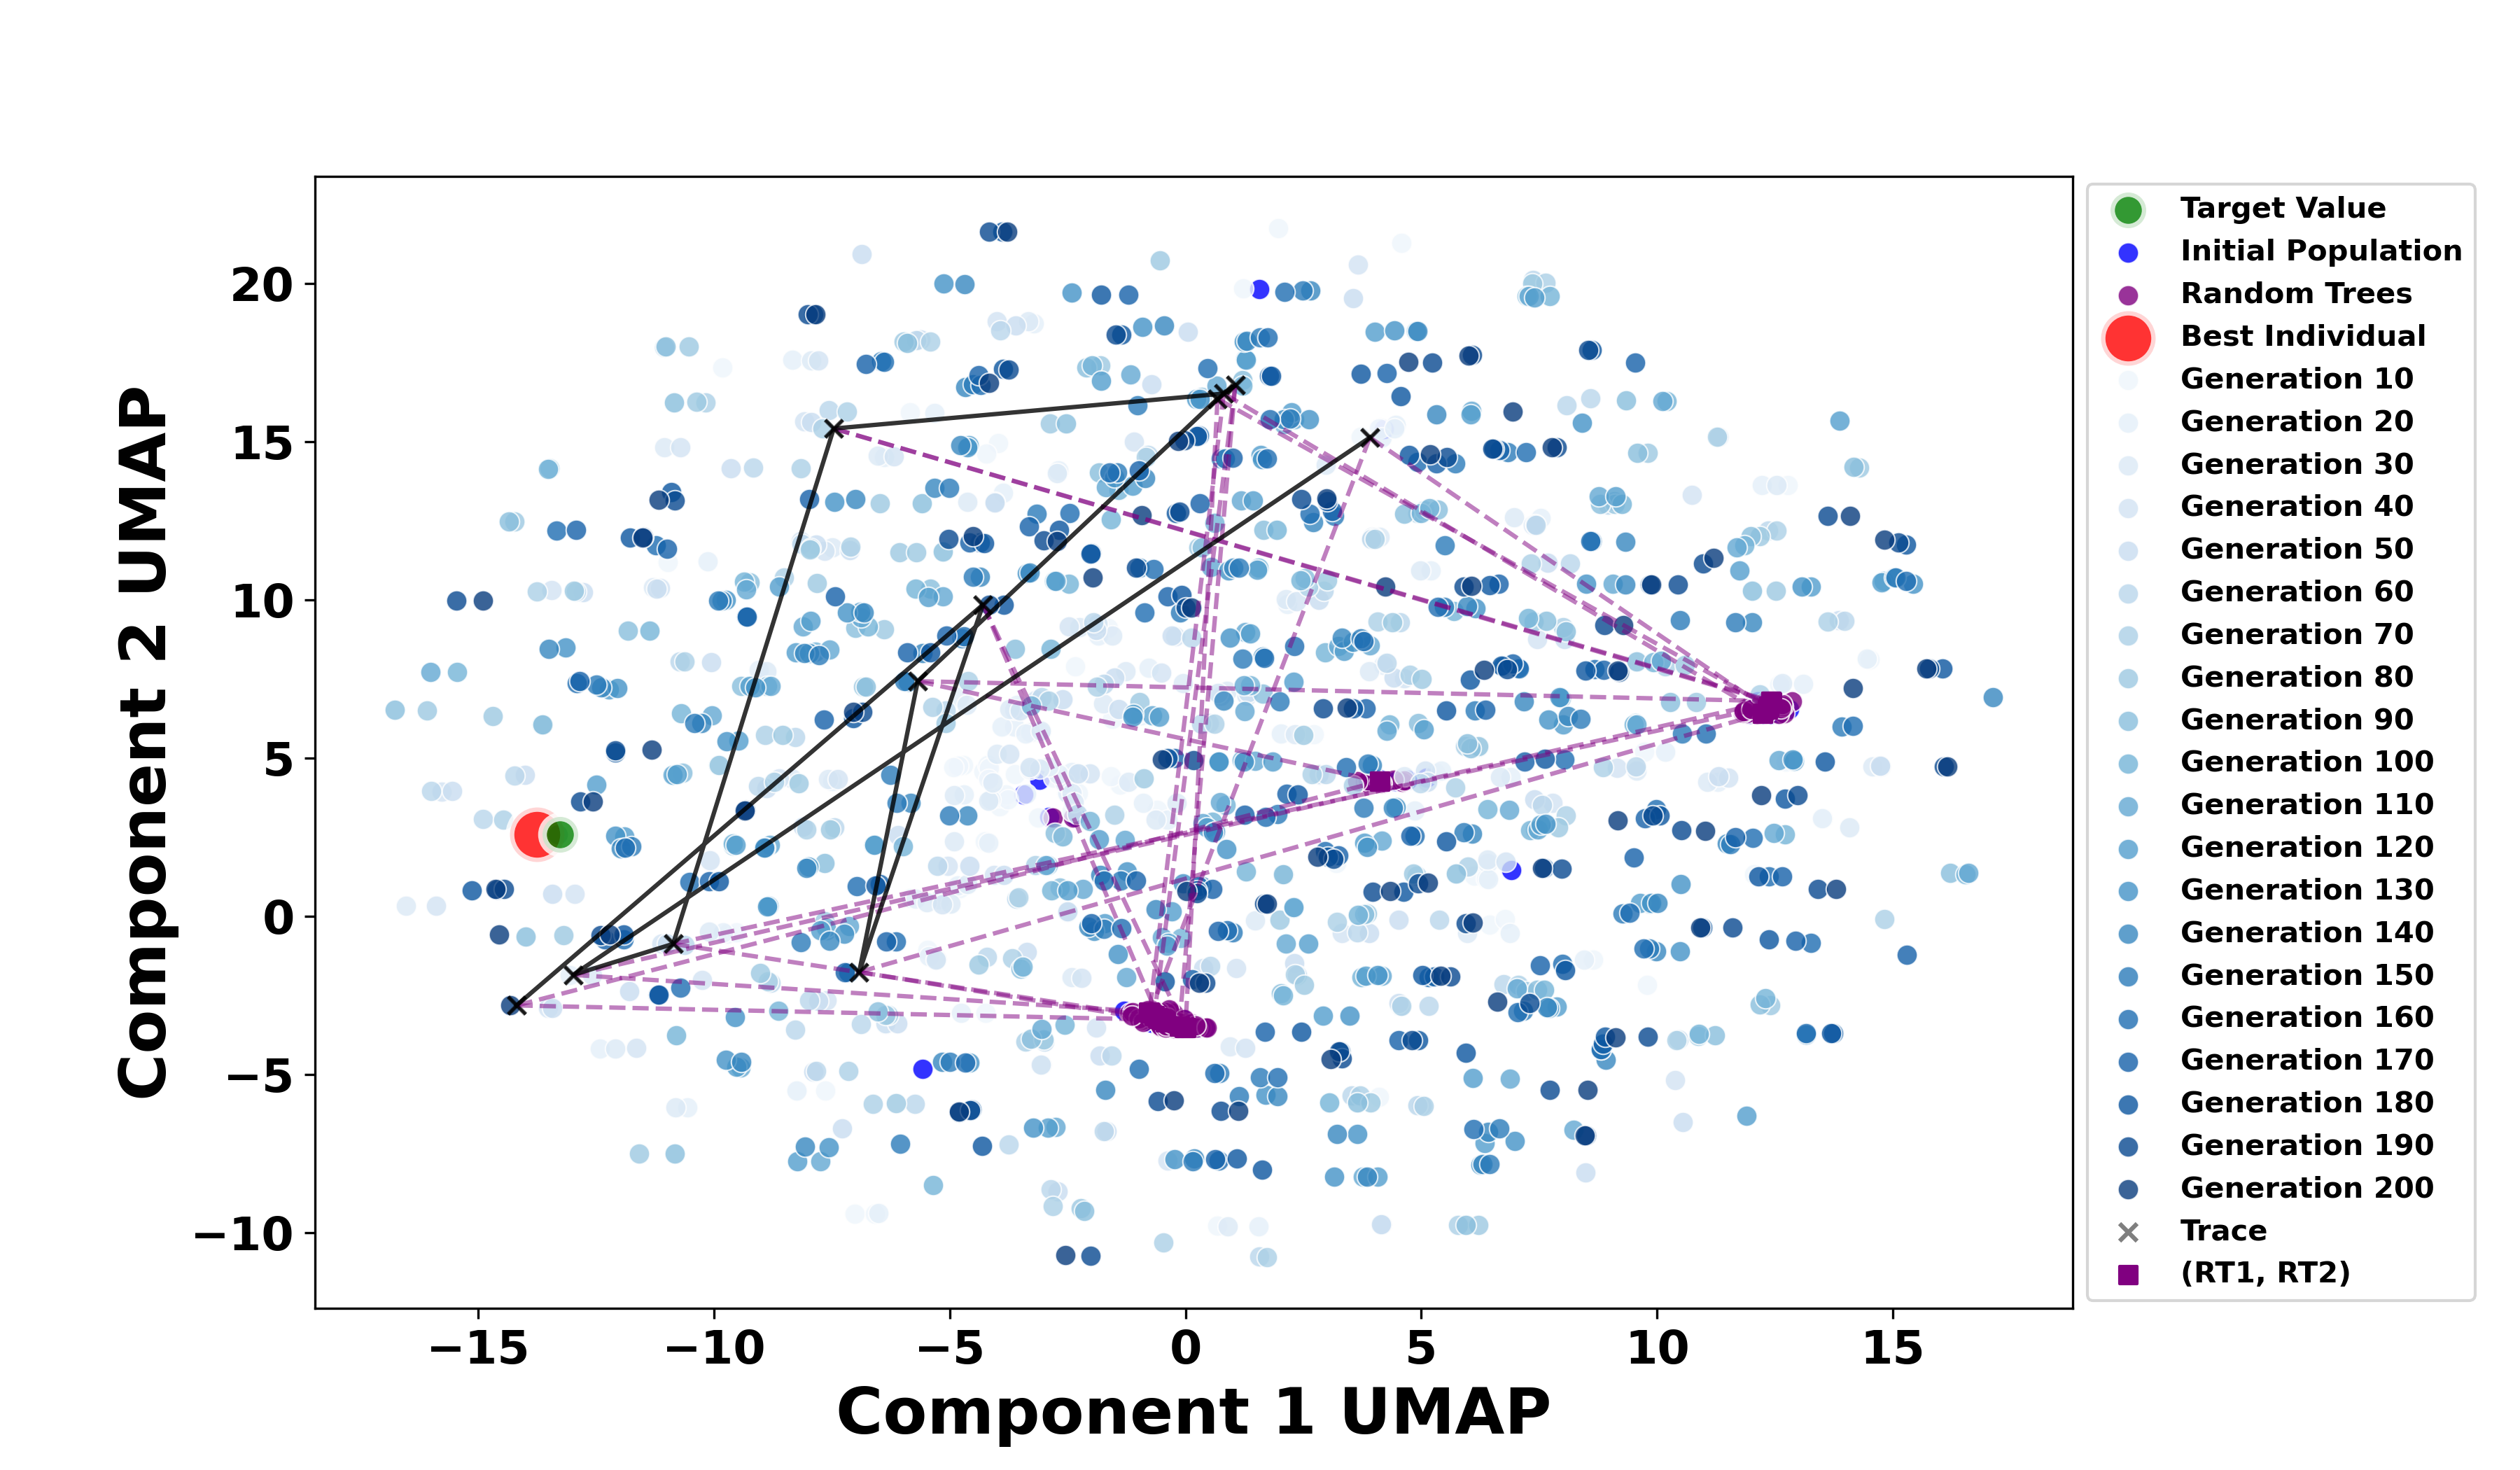 Component 2 UMAP
20
15
10
5
0
−5
−10
−15
−10
−5
0
5
10
15
Component 1 UMAP
Target Value
Initial Population
Random Trees
Best Individual
Generation 10
Generation 20
Generation 30
Generation 40
Generation 50
Generation 60
Generation 70
Generation 80
Generation 90
Generation 100
Generation 110
Generation 120
Generation 130
Generation 140
Generation 150
Generation 160
Generation 170
Generation 180
Generation 190
Generation 200
Trace
(RT1, RT2)